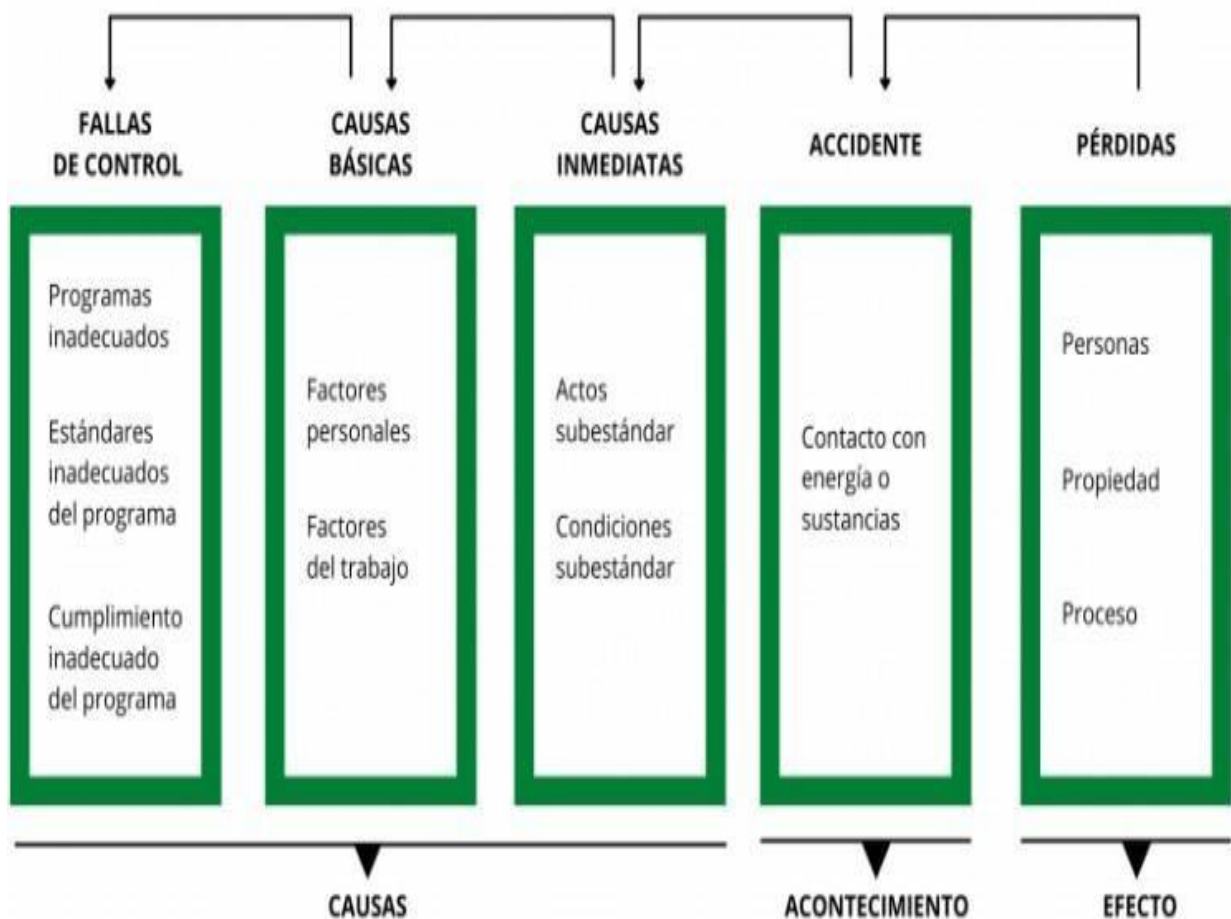 FALLAS
DE CONTROL
CAUSAS
BÁSICAS
CAUSAS
INMEDIATAS
ACCIDENTE
PÉRDIDAS
Programas
inadecuados
Estándares
inadecuados
del programa
Cumplimiento
inadecuado
del programa
Factores
personales
Factores
del trabajo
Actos
subestándar
Condiciones
subestándar
Contacto con
energía o
sustancias
Personas
Propiedad
Proceso
CAUSAS
ACONTECIMIENTO
EFECTO